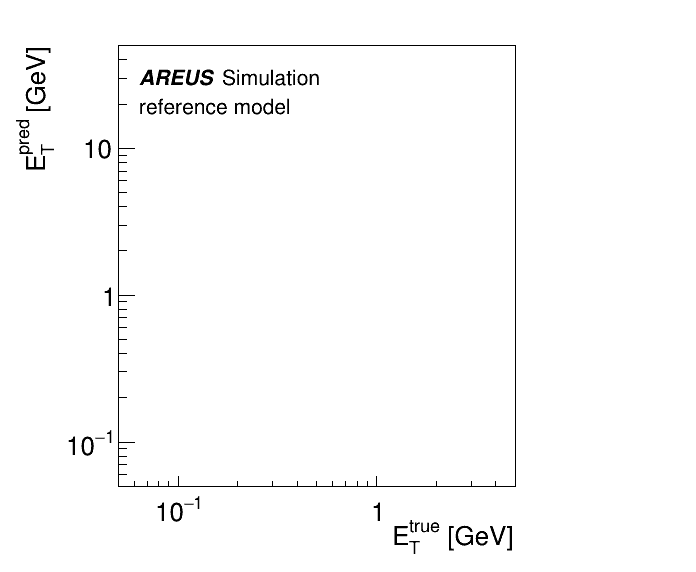 AREUS Simulation
reference model
E_T^pred [GeV]
10
1
10⁻¹
10⁻¹ 1
E_T^true [GeV]